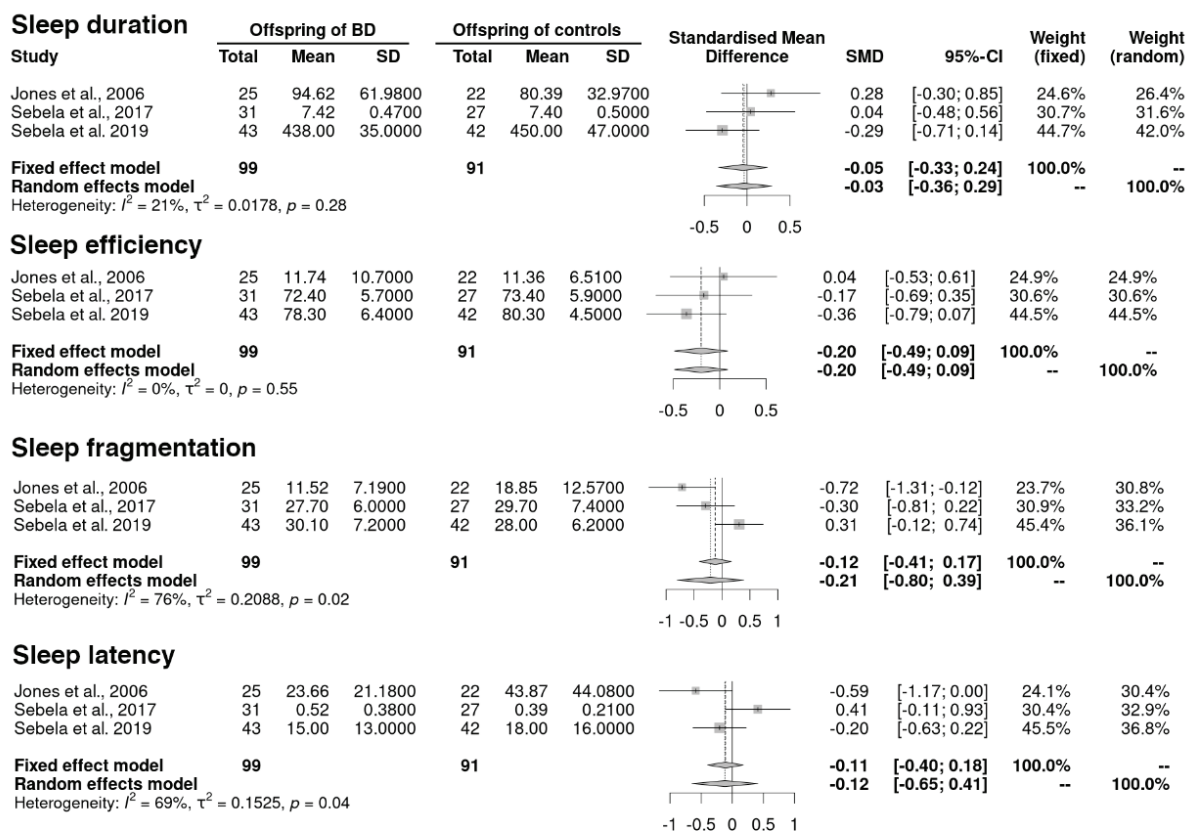 Sleep duration
Offspring of BD Offspring of controls Standardised Mean Difference Weight Weight
Study Total Mean SD Total Mean SD SMD 95%-CI (fixed) (random)
Jones et al., 2006 25 94.62 61.9800 22 80.39 32.9700 0.28 [-0.30; 0.85] 24.6% 26.4%
Sebela et al., 2017 31 7.42 0.4700 27 7.40 0.5000 0.04 [-0.48; 0.56] 30.7% 31.6%
Sebela et al. 2019 43 438.00 35.0000 42 450.00 47.0000 -0.29 [-0.71; 0.14] 44.7% 42.0%
Fixed effect model 99 91 -0.05 [-0.33; 0.24] 100.0% --
Random effects model -0.03 [-0.36; 0.29] -- 100.0%
Heterogeneity: I² = 21%, τ² = 0.0178, p = 0.28
-0.5 0 0.5
Sleep efficiency
Jones et al., 2006 25 11.74 10.7000 22 11.36 6.5100 0.04 [-0.53; 0.61] 24.9% 24.9%
Sebela et al., 2017 31 72.40 5.7000 27 73.40 5.9000 -0.17 [-0.69; 0.35] 30.6% 30.6%
Sebela et al. 2019 43 78.30 6.4000 42 80.30 4.5000 -0.36 [-0.79; 0.07] 44.5% 44.5%
Fixed effect model 99 91 -0.20 [-0.49; 0.09] 100.0% --
Random effects model -0.20 [-0.49; 0.09] -- 100.0%
Heterogeneity: I² = 0%, τ² = 0, p = 0.55
-0.5 0 0.5
Sleep fragmentation
Jones et al., 2006 25 11.52 7.1900 22 18.85 12.5700 -0.72 [-1.31; -0.12] 23.7% 30.8%
Sebela et al., 2017 31 27.70 6.0000 27 29.70 7.4000 -0.30 [-0.81; 0.22] 30.9% 33.2%
Sebela et al. 2019 43 30.10 7.2000 42 28.00 6.2000 0.31 [-0.12; 0.74] 45.4% 36.1%
Fixed effect model 99 91 -0.12 [-0.41; 0.17] 100.0% --
Random effects model -0.21 [-0.80; 0.39] -- 100.0%
Heterogeneity: I² = 76%, τ² = 0.2088, p = 0.02
-1 -0.5 0 0.5 1
Sleep latency
Jones et al., 2006 25 23.66 21.1800 22 43.87 44.0800 -0.59 [-1.17; 0.00] 24.1% 30.4%
Sebela et al., 2017 31 0.52 0.3800 27 0.39 0.2100 0.41 [-0.11; 0.93] 30.4% 32.9%
Sebela et al. 2019 43 15.00 13.0000 42 18.00 16.0000 -0.20 [-0.63; 0.22] 45.5% 36.8%
Fixed effect model 99 91 -0.11 [-0.40; 0.18] 100.0% --
Random effects model -0.12 [-0.65; 0.41] -- 100.0%
Heterogeneity: I² = 69%, τ² = 0.1525, p = 0.04
-1 -0.5 0 0.5 1